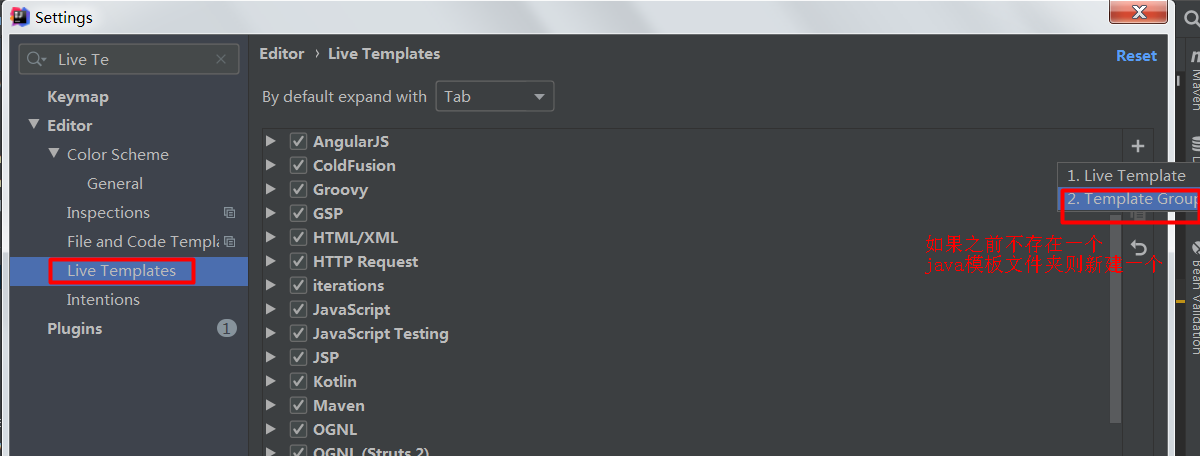 Settings
Live Te
Keymap
Editor
Color Scheme
General
Inspections
File and Code Templa
Live Templates
Intentions
Plugins
1
Editor › Live Templates
Reset
By default expand with
Tab
AngularJS
ColdFusion
Groovy
GSP
HTML/XML
HTTP Request
iterations
JavaScript
JavaScript Testing
JSP
Kotlin
Maven
OGNL
OGNL (Struts 2)
1. Live Template
2. Template Group
如果之前不存在一个
java模板文件夹则新建一个
Maven
Bean Validation